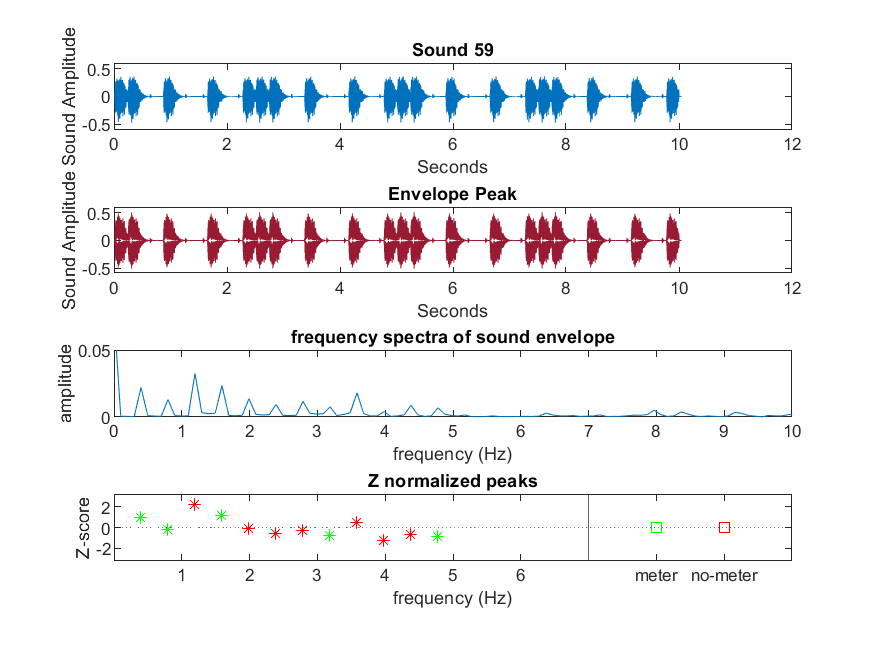 Sound 59
Sound Amplitude
0.5
0
-0.5
0 2 4 6 8 10 12
Seconds
Envelope Peak
Sound Amplitude
0.5
0
-0.5
0 2 4 6 8 10 12
Seconds
frequency spectra of sound envelope
amplitude
0.05
0
0 1 2 3 4 5 6 7 8 9 10
frequency (Hz)
Z normalized peaks
Z-score
2
0
-2
1 2 3 4 5 6 meter no-meter
frequency (Hz)